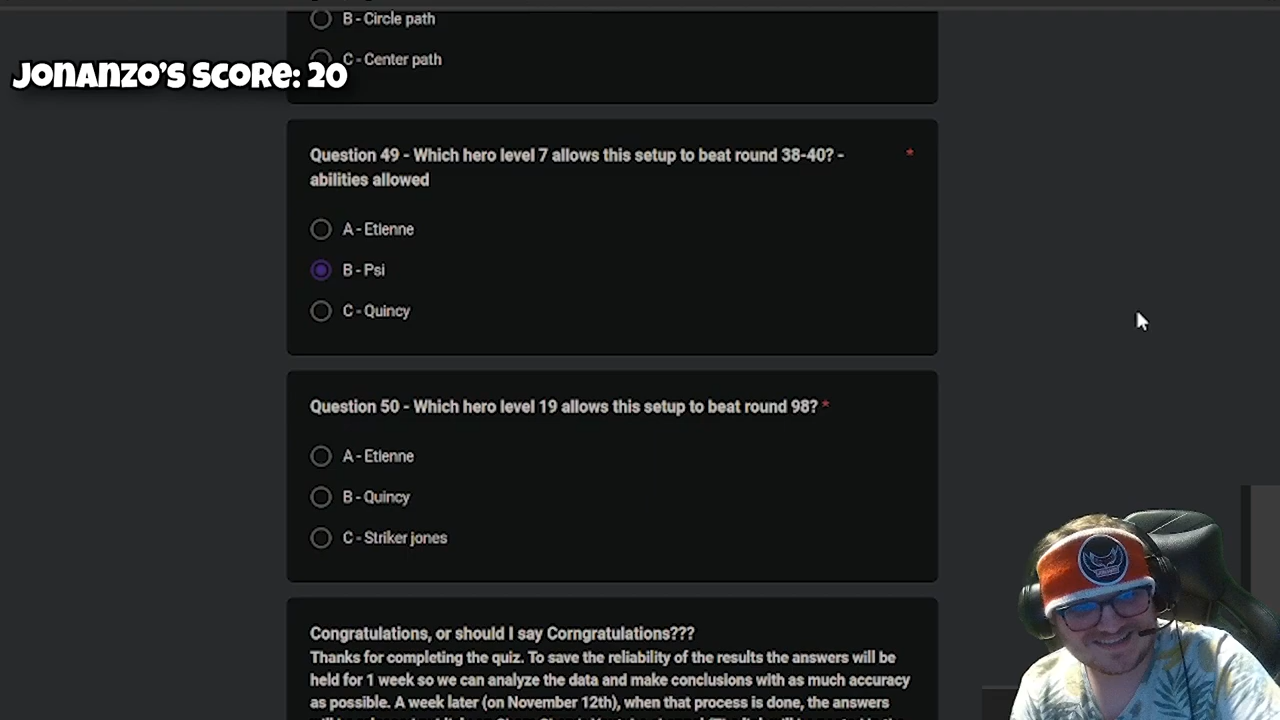 B - Circle path
C - Center path
Jonanzo's Score: 20
Question 49 - Which hero level 7 allows this setup to beat round 38-40? - *
abilities allowed
A - Etienne
B - Psi
C - Quincy
Question 50 - Which hero level 19 allows this setup to beat round 98? *
A - Etienne
B - Quincy
C - Striker jones
Congratulations, or should I say Corngratulations???
Thanks for completing the quiz. To save the reliability of the results the answers will be
held for 1 week so we can analyze the data and make conclusions with as much accuracy
as possible. A week later (on November 12th), when that process is done, the answers